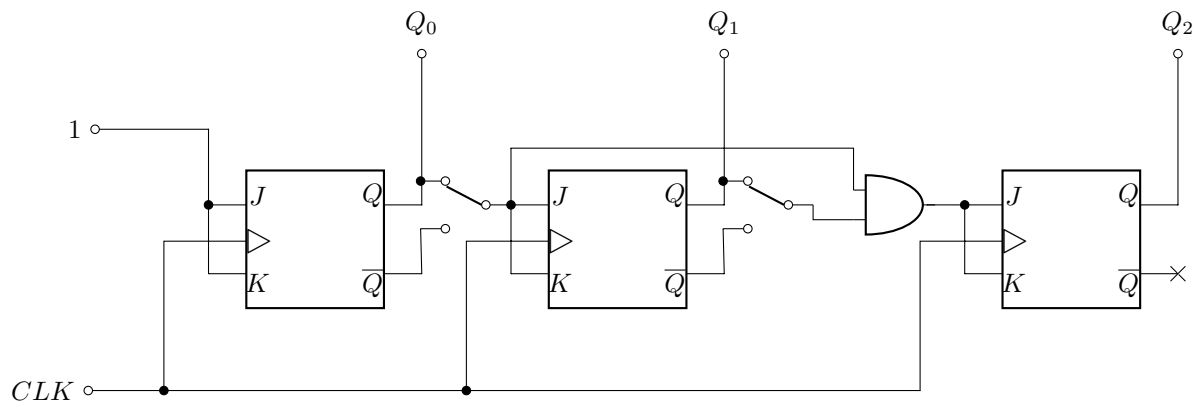 Q₀ Q₁ Q₂
1
J Q J Q J Q
K Q̅ K Q̅ K Q̅
CLK